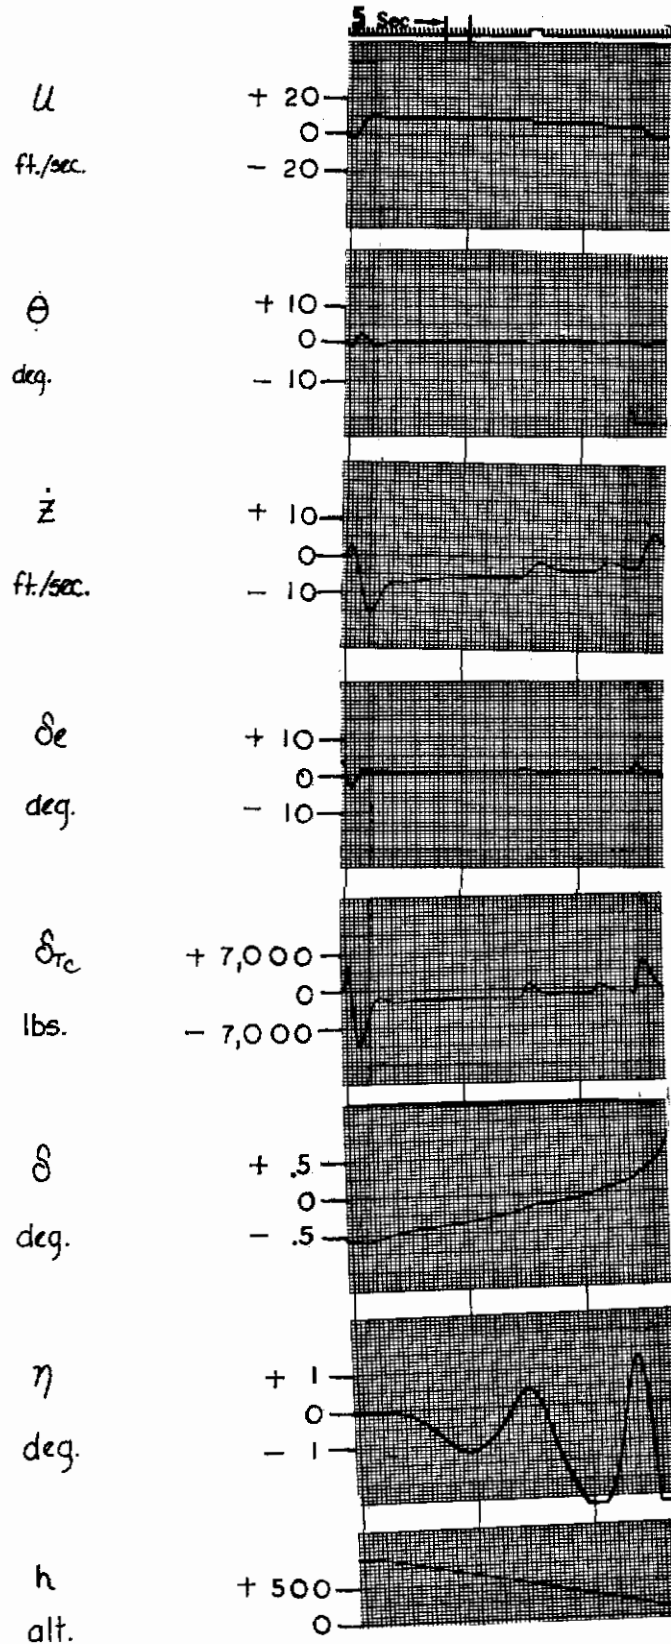 5 Sec
U + 20
0
ft./sec. - 20
θ̇ + 10
0
deg. - 10
ż + 10
0
ft./sec. - 10
δe + 10
0
deg. - 10
δTc + 7,000
0
lbs. - 7,000
δ + .5
0
deg. - .5
η + 1
0
deg. - 1
h + 500
alt. 0